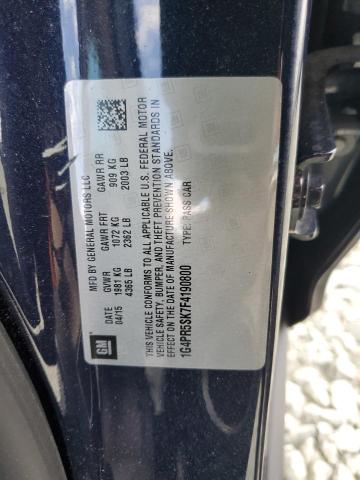 MFD BY GENERAL MOTORS LLC
04/15 GVWR GAWR FRT GAWR RR
1981 KG 1072 KG 909 KG
4365 LB 2362 LB 2003 LB
THIS VEHICLE CONFORMS TO ALL APPLICABLE U.S. FEDERAL MOTOR
VEHICLE SAFETY, BUMPER, AND THEFT PREVENTION STANDARDS IN
EFFECT ON THE DATE OF MANUFACTURE SHOWN ABOVE.
1G4PR5SK7F4190800 TYPE: PASS CAR
GM